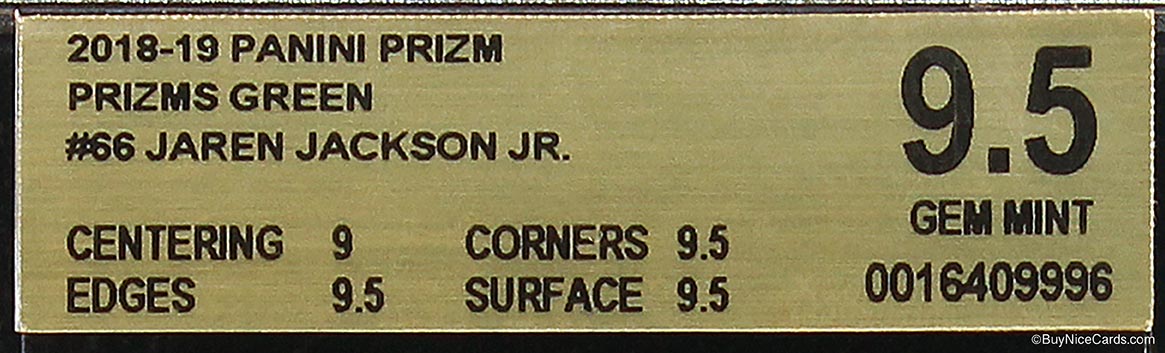 2018-19 PANINI PRIZM
PRIZMS GREEN
#66 JAREN JACKSON JR.
9.5
GEM MINT
0016409996
CENTERING 9 CORNERS 9.5
EDGES 9.5 SURFACE 9.5
©BuyNiceCards.com